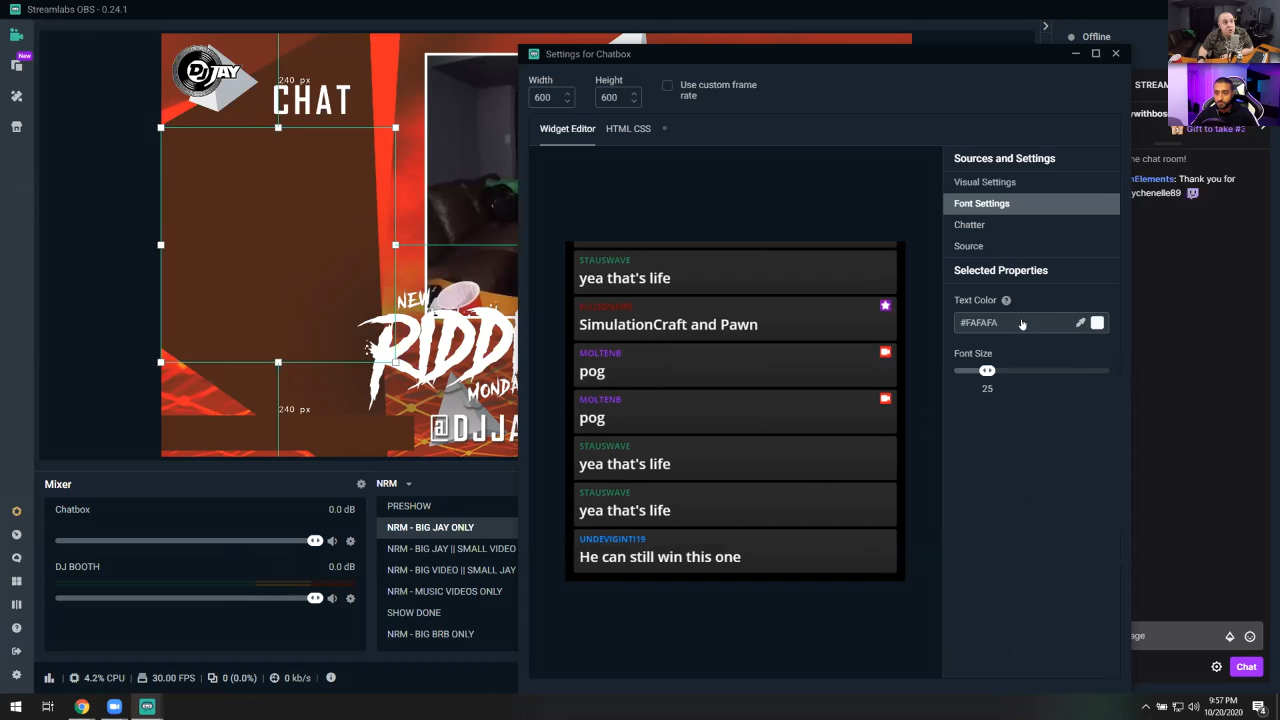 Streamlabs OBS - 0.24.1
New
DJ JAY
240 px
CHAT
NEW
MONDA
240 px
Settings for Chatbox
Width
Height
600
600
Use custom frame
rate
Widget Editor
HTML CSS
STAUSWAVE
yea that's life
SimulationCraft and Pawn
MOLTENB
pog
MOLTENB
pog
STAUSWAVE
yea that's life
STAUSWAVE
yea that's life
UNDEVIGINTI19
He can still win this one
Sources and Settings
Visual Settings
Font Settings
Chatter
Source
Selected Properties
Text Color
#FAFAFA
Font Size
25
Offline
STREAM
ywithbos
Gift to take #
he chat room!
nElements: Thank you for
ychenelle89
age
Chat
Mixer
Chatbox
0.0 dB
DJ BOOTH
0.0 dB
NRM
PRESHOW
NRM - BIG JAY ONLY
NRM - BIG JAY || SMALL VIDEO
NRM - BIG VIDEO || SMALL JAY
NRM - MUSIC VIDEOS ONLY
SHOW DONE
NRM - BIG BRB ONLY
4.2% CPU
30.00 FPS
0 (0.0%)
0 kb/s
9:57 PM
10/20/2020
4